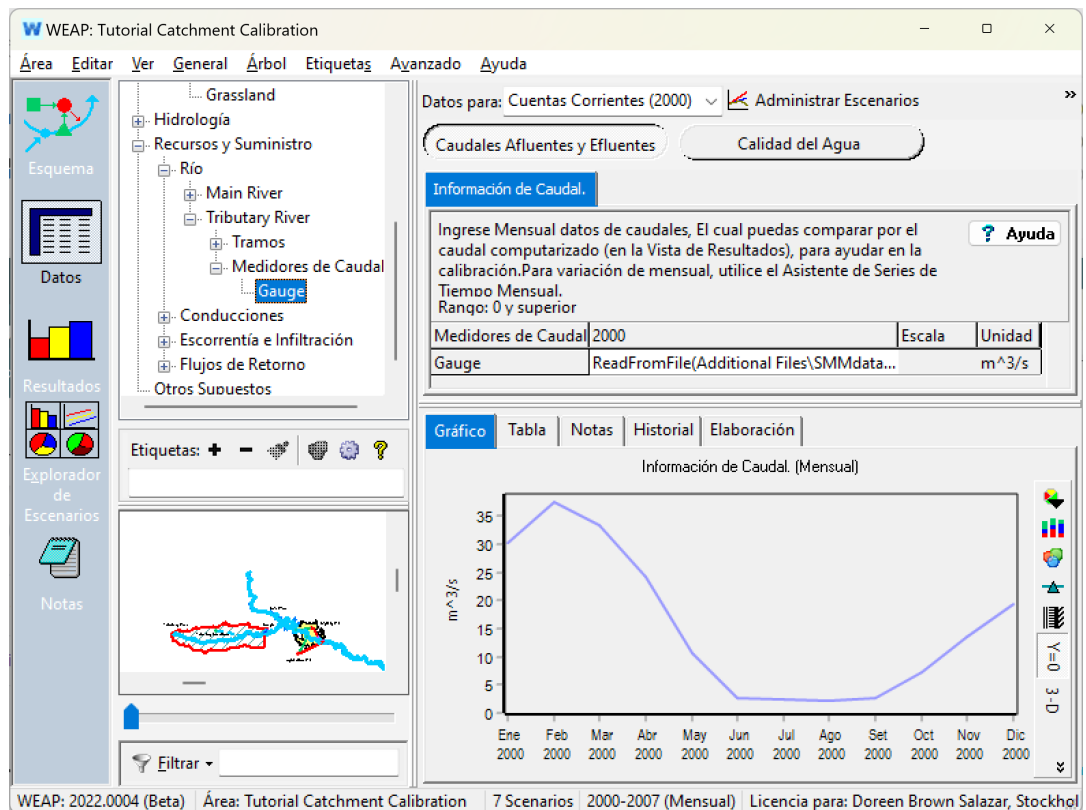 WEAP: Tutorial Catchment Calibration
Área Editar Ver General Árbol Etiquetas Avanzado Ayuda
Esquema
Datos
Resultados
Explorador
de
Escenarios
Notas
Grassland
Hidrología
Recursos y Suministro
Río
Main River
Tributary River
Tramos
Medidores de Caudal
Gauge
Conducciones
Escorrentía e Infiltración
Flujos de Retorno
Otros Supuestos
Etiquetas:
Filtrar
Datos para: Cuentas Corrientes (2000) Administrar Escenarios
Caudales Afluentes y Efluentes Calidad del Agua
Información de Caudal.
Ingrese Mensual datos de caudales, El cual puedas comparar por el
caudal computarizado (en la Vista de Resultados), para ayudar en la
calibración.Para variación de mensual, utilice el Asistente de Series de
Tiempo Mensual.
Rango: 0 y superior
? Ayuda
Medidores de Caudal 2000 Escala Unidad
Gauge ReadFromFile(Additional Files\SMMdata... m^3/s
Gráfico Tabla Notas Historial Elaboración
Información de Caudal. (Mensual)
m^3/s
35
30
25
20
15
10
5
0
Ene Feb Mar Abr May Jun Jul Ago Set Oct Nov Dic
2000 2000 2000 2000 2000 2000 2000 2000 2000 2000 2000 2000
Y=0
3-D
WEAP: 2022.0004 (Beta) Área: Tutorial Catchment Calibration 7 Scenarios 2000-2007 (Mensual) Licencia para: Doreen Brown Salazar, Stockhol